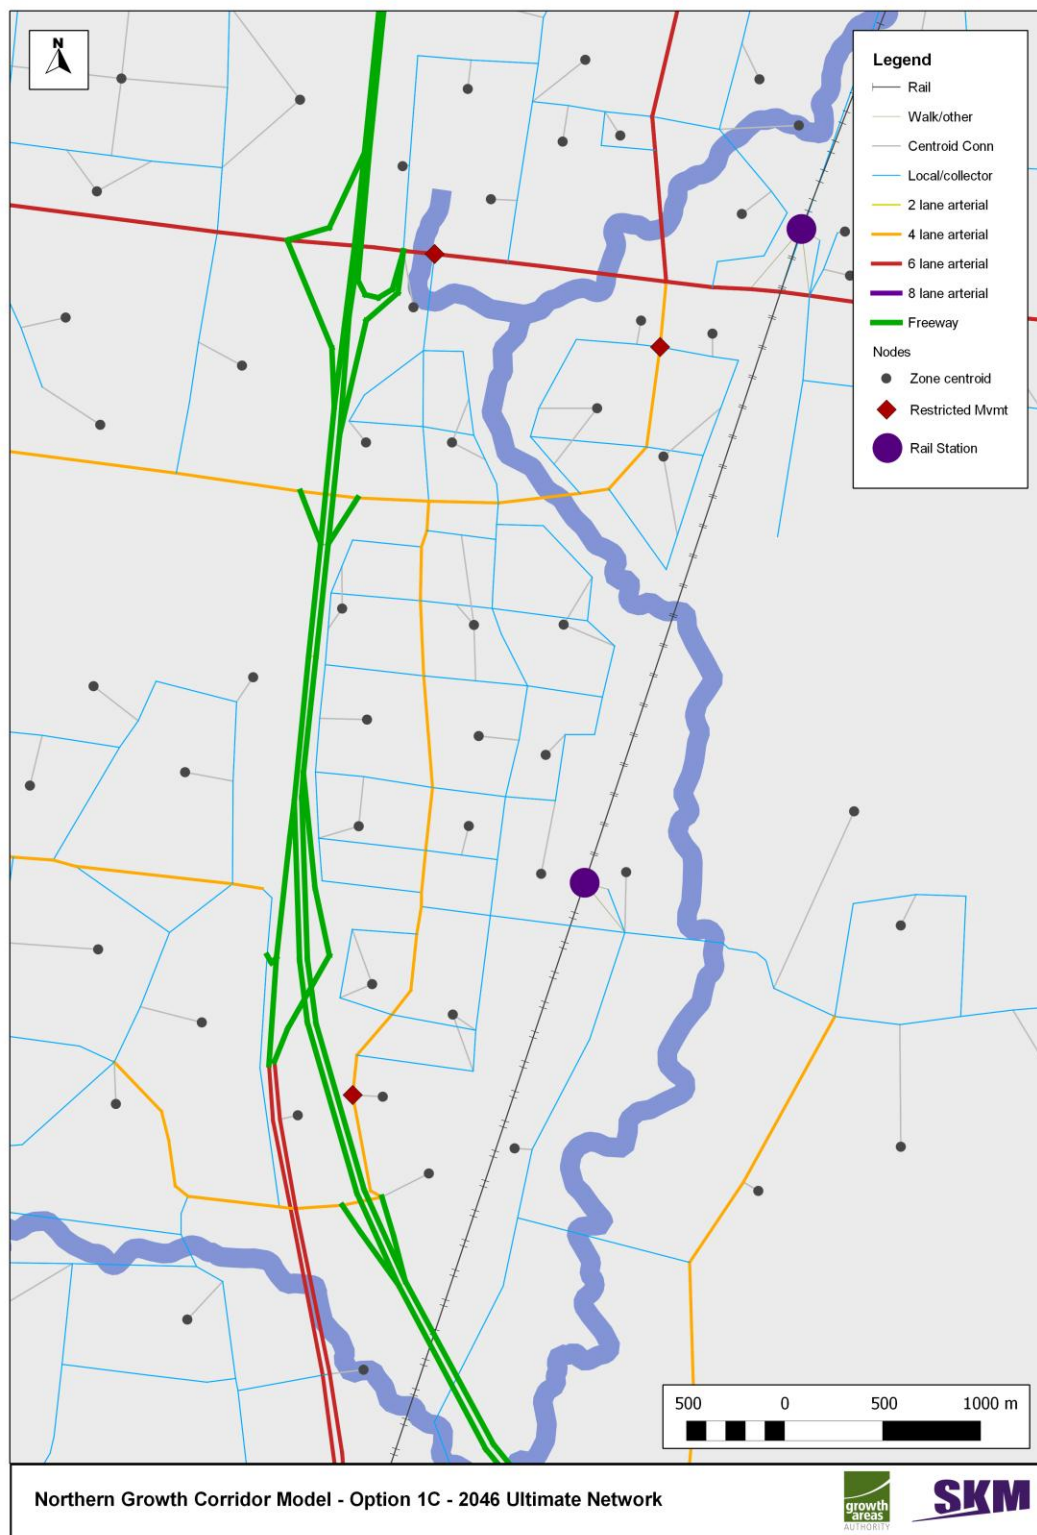 N
Legend
Rail
Walk/other
Centroid Conn
Local/collector
2 lane arterial
4 lane arterial
6 lane arterial
8 lane arterial
Freeway
Nodes
Zone centroid
Restricted Mvmt
Rail Station
500 0 500 1000 m
Northern Growth Corridor Model - Option 1C - 2046 Ultimate Network
growth
areas
AUTHORITY
SKM